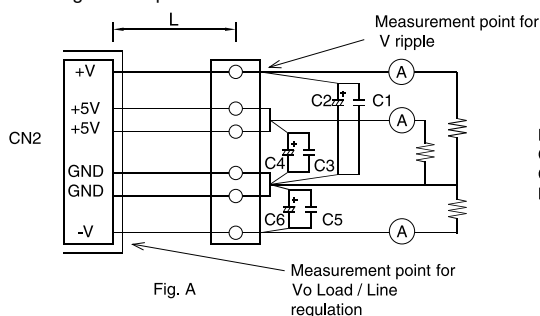 L
Measurement point for
V ripple
+V
A
C2
+
C1
+5V
+5V
A
CN2
+
C4
C3
GND
GND
+
C6
C5
-V
A
Measurement point for
Vo Load / Line
regulation
Fig. A